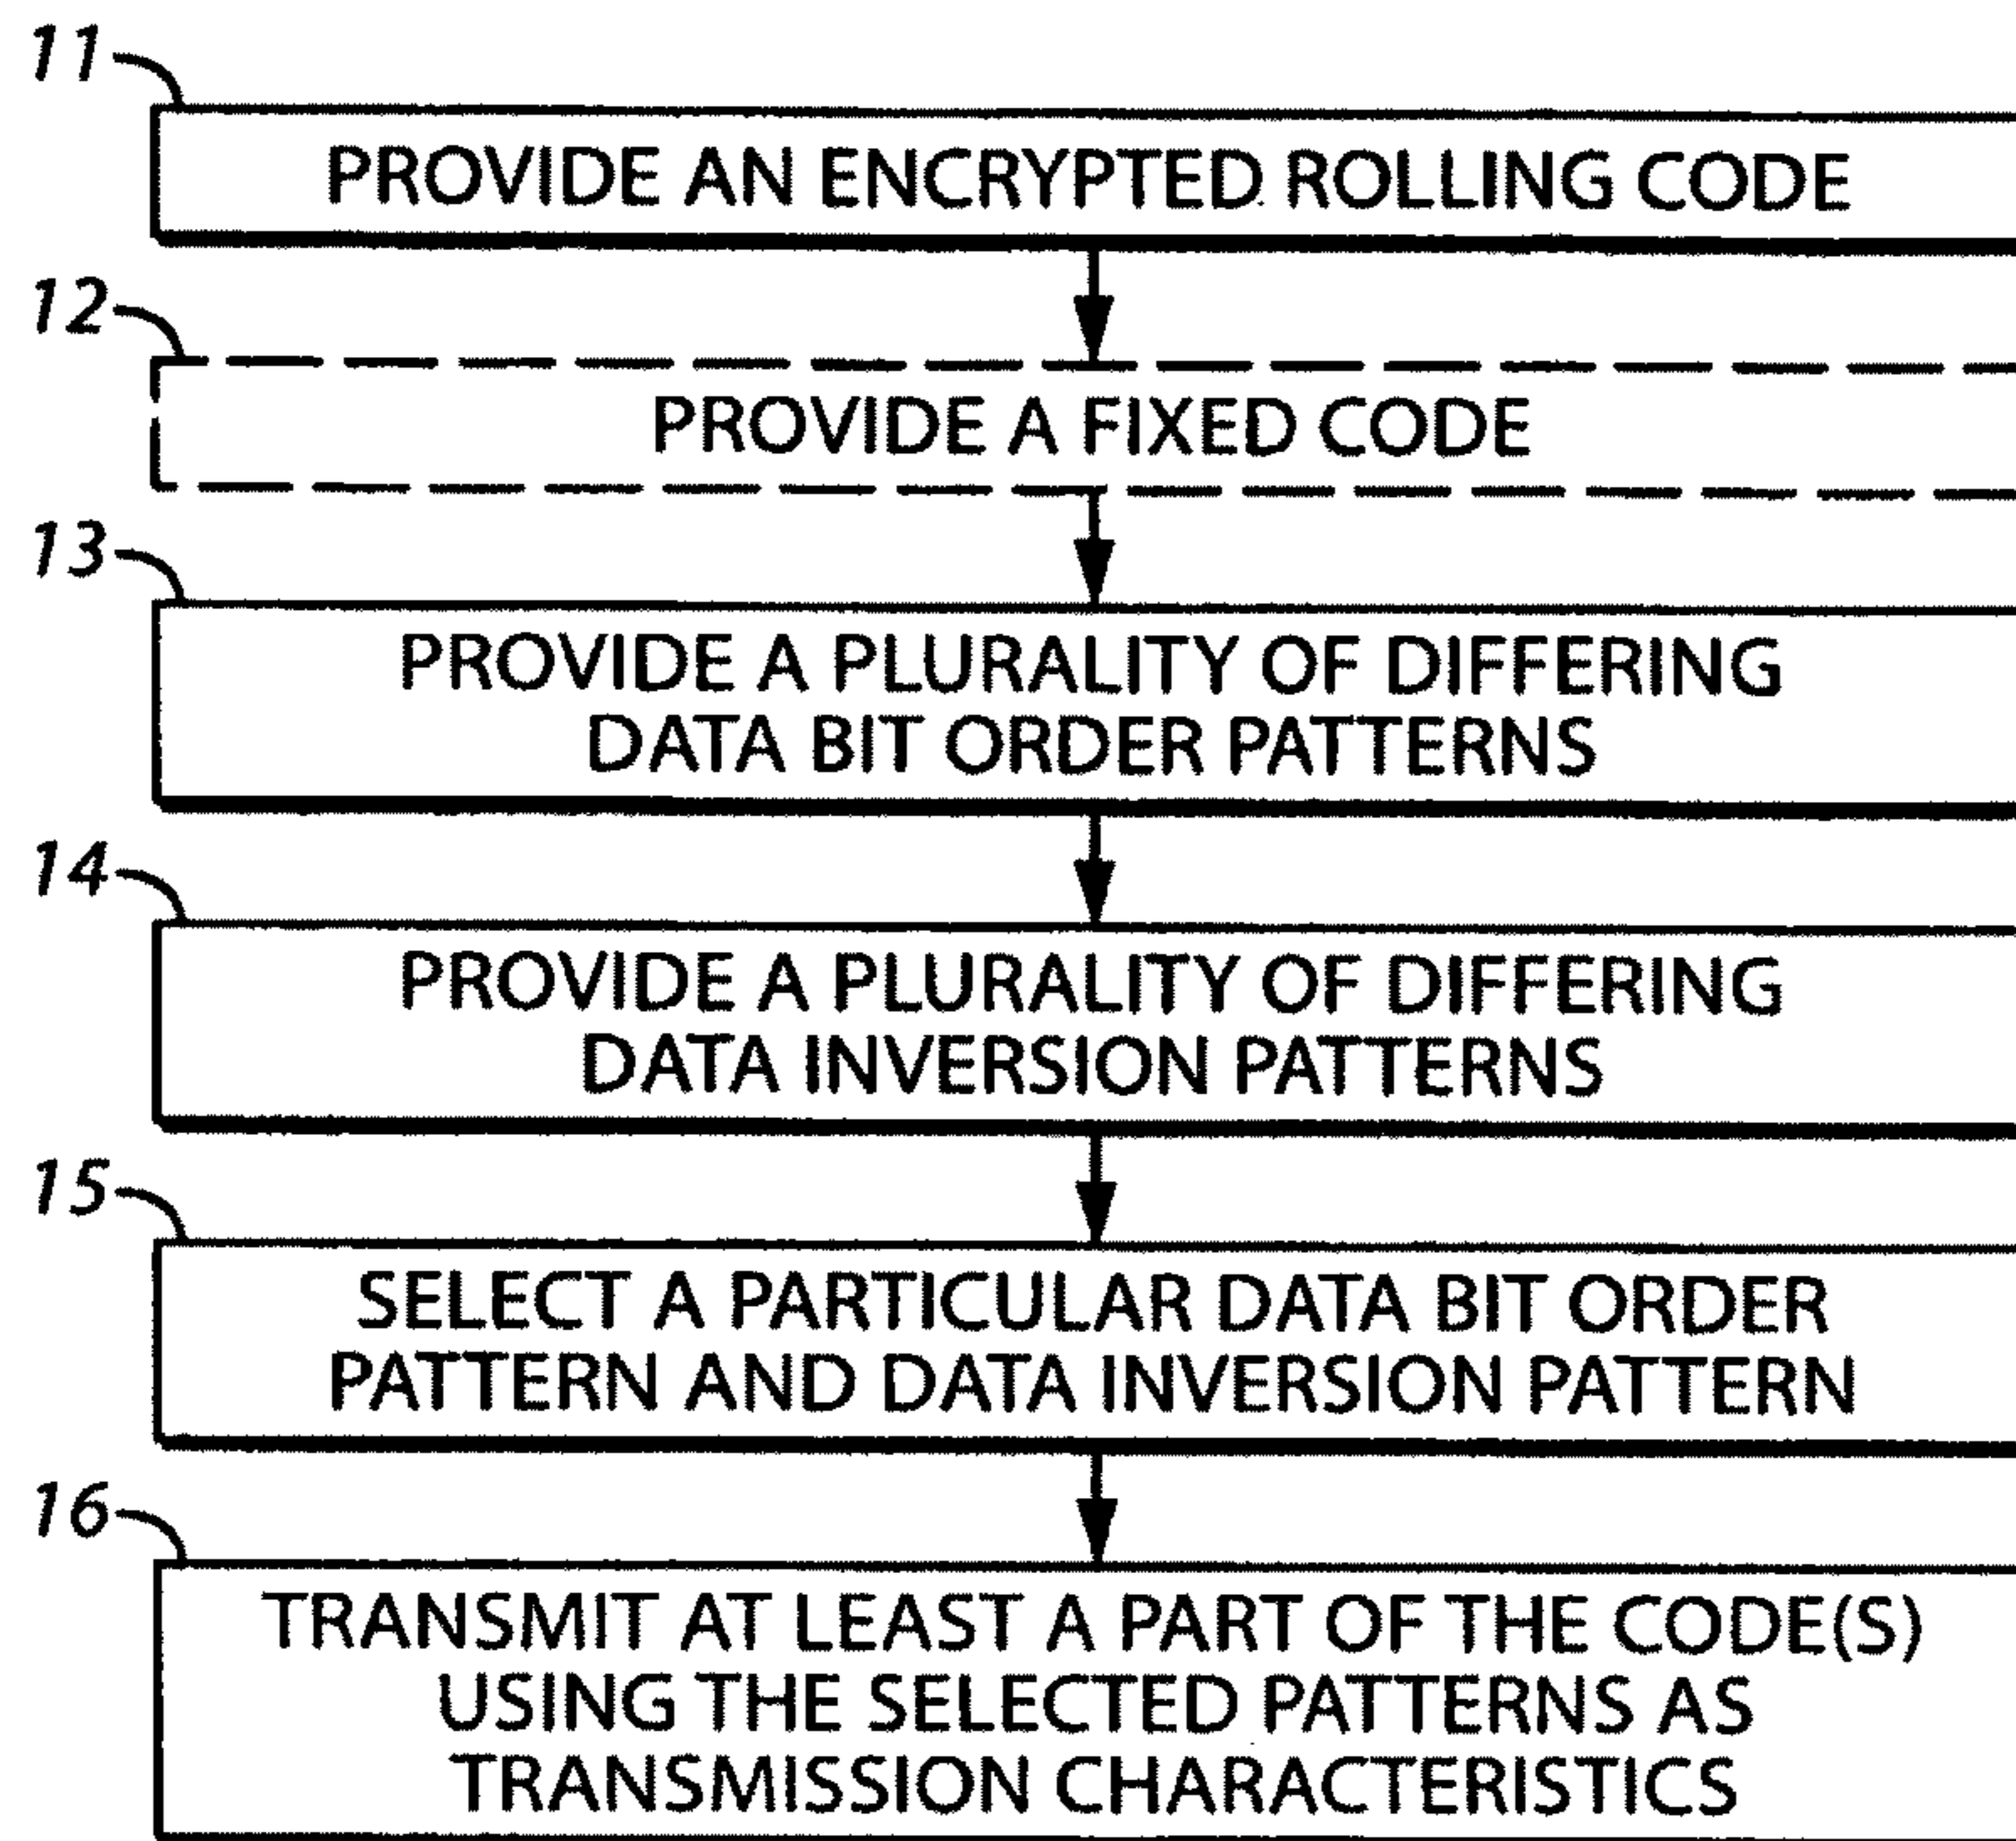 11
PROVIDE AN ENCRYPTED ROLLING CODE
12
PROVIDE A FIXED CODE
13
PROVIDE A PLURALITY OF DIFFERING
DATA BIT ORDER PATTERNS
14
PROVIDE A PLURALITY OF DIFFERING
DATA INVERSION PATTERNS
15
SELECT A PARTICULAR DATA BIT ORDER
PATTERN AND DATA INVERSION PATTERN
16
TRANSMIT AT LEAST A PART OF THE CODE(S)
USING THE SELECTED PATTERNS AS
TRANSMISSION CHARACTERISTICS